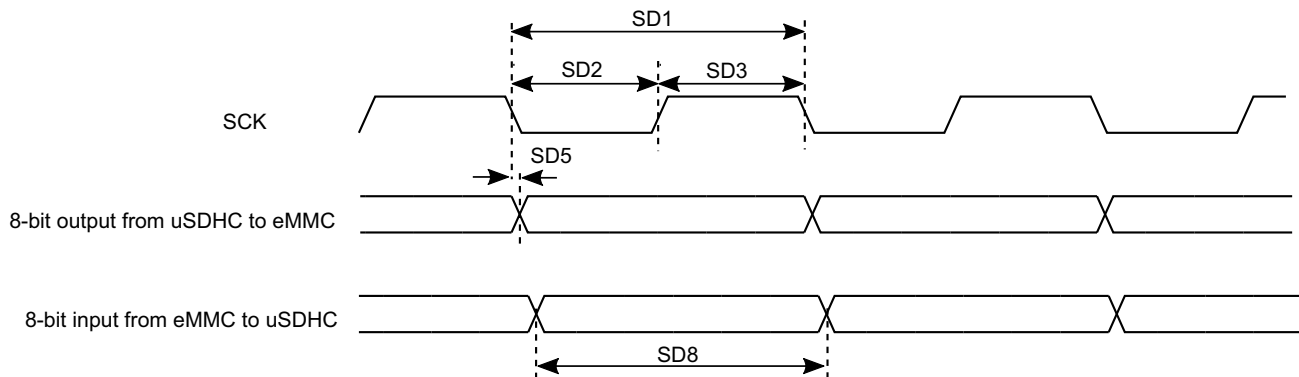 SD1
SD2
SD3
SCK
SD5
8-bit output from uSDHC to eMMC
8-bit input from eMMC to uSDHC
SD8